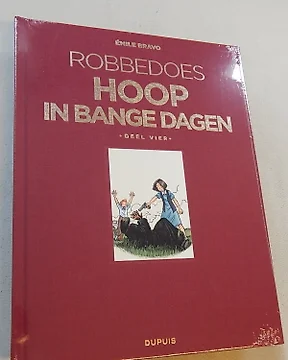 ÉMILE BRAVO
ROBBEDOES
HOOP
IN BANGE DAGEN
• DEEL VIER •
DUPUIS